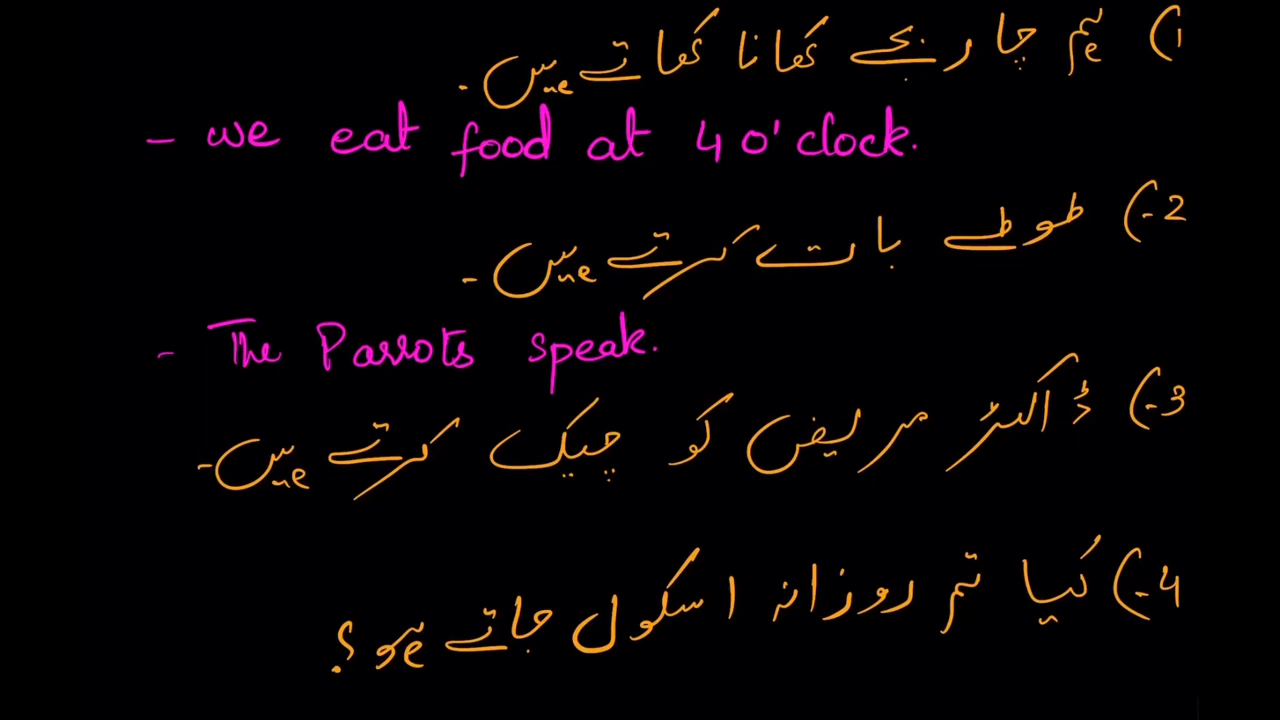 1) ہم چار بجے کھانا کھاتے ہیں۔
- we eat food at 4 o'clock.
2-) طوطے بات کرتے ہیں۔
- The Parrots speak.
3-) ڈاکٹر مریض کو چیک کرتے ہیں۔
4-) کیا تم روزانہ اسکول جاتے ہو؟